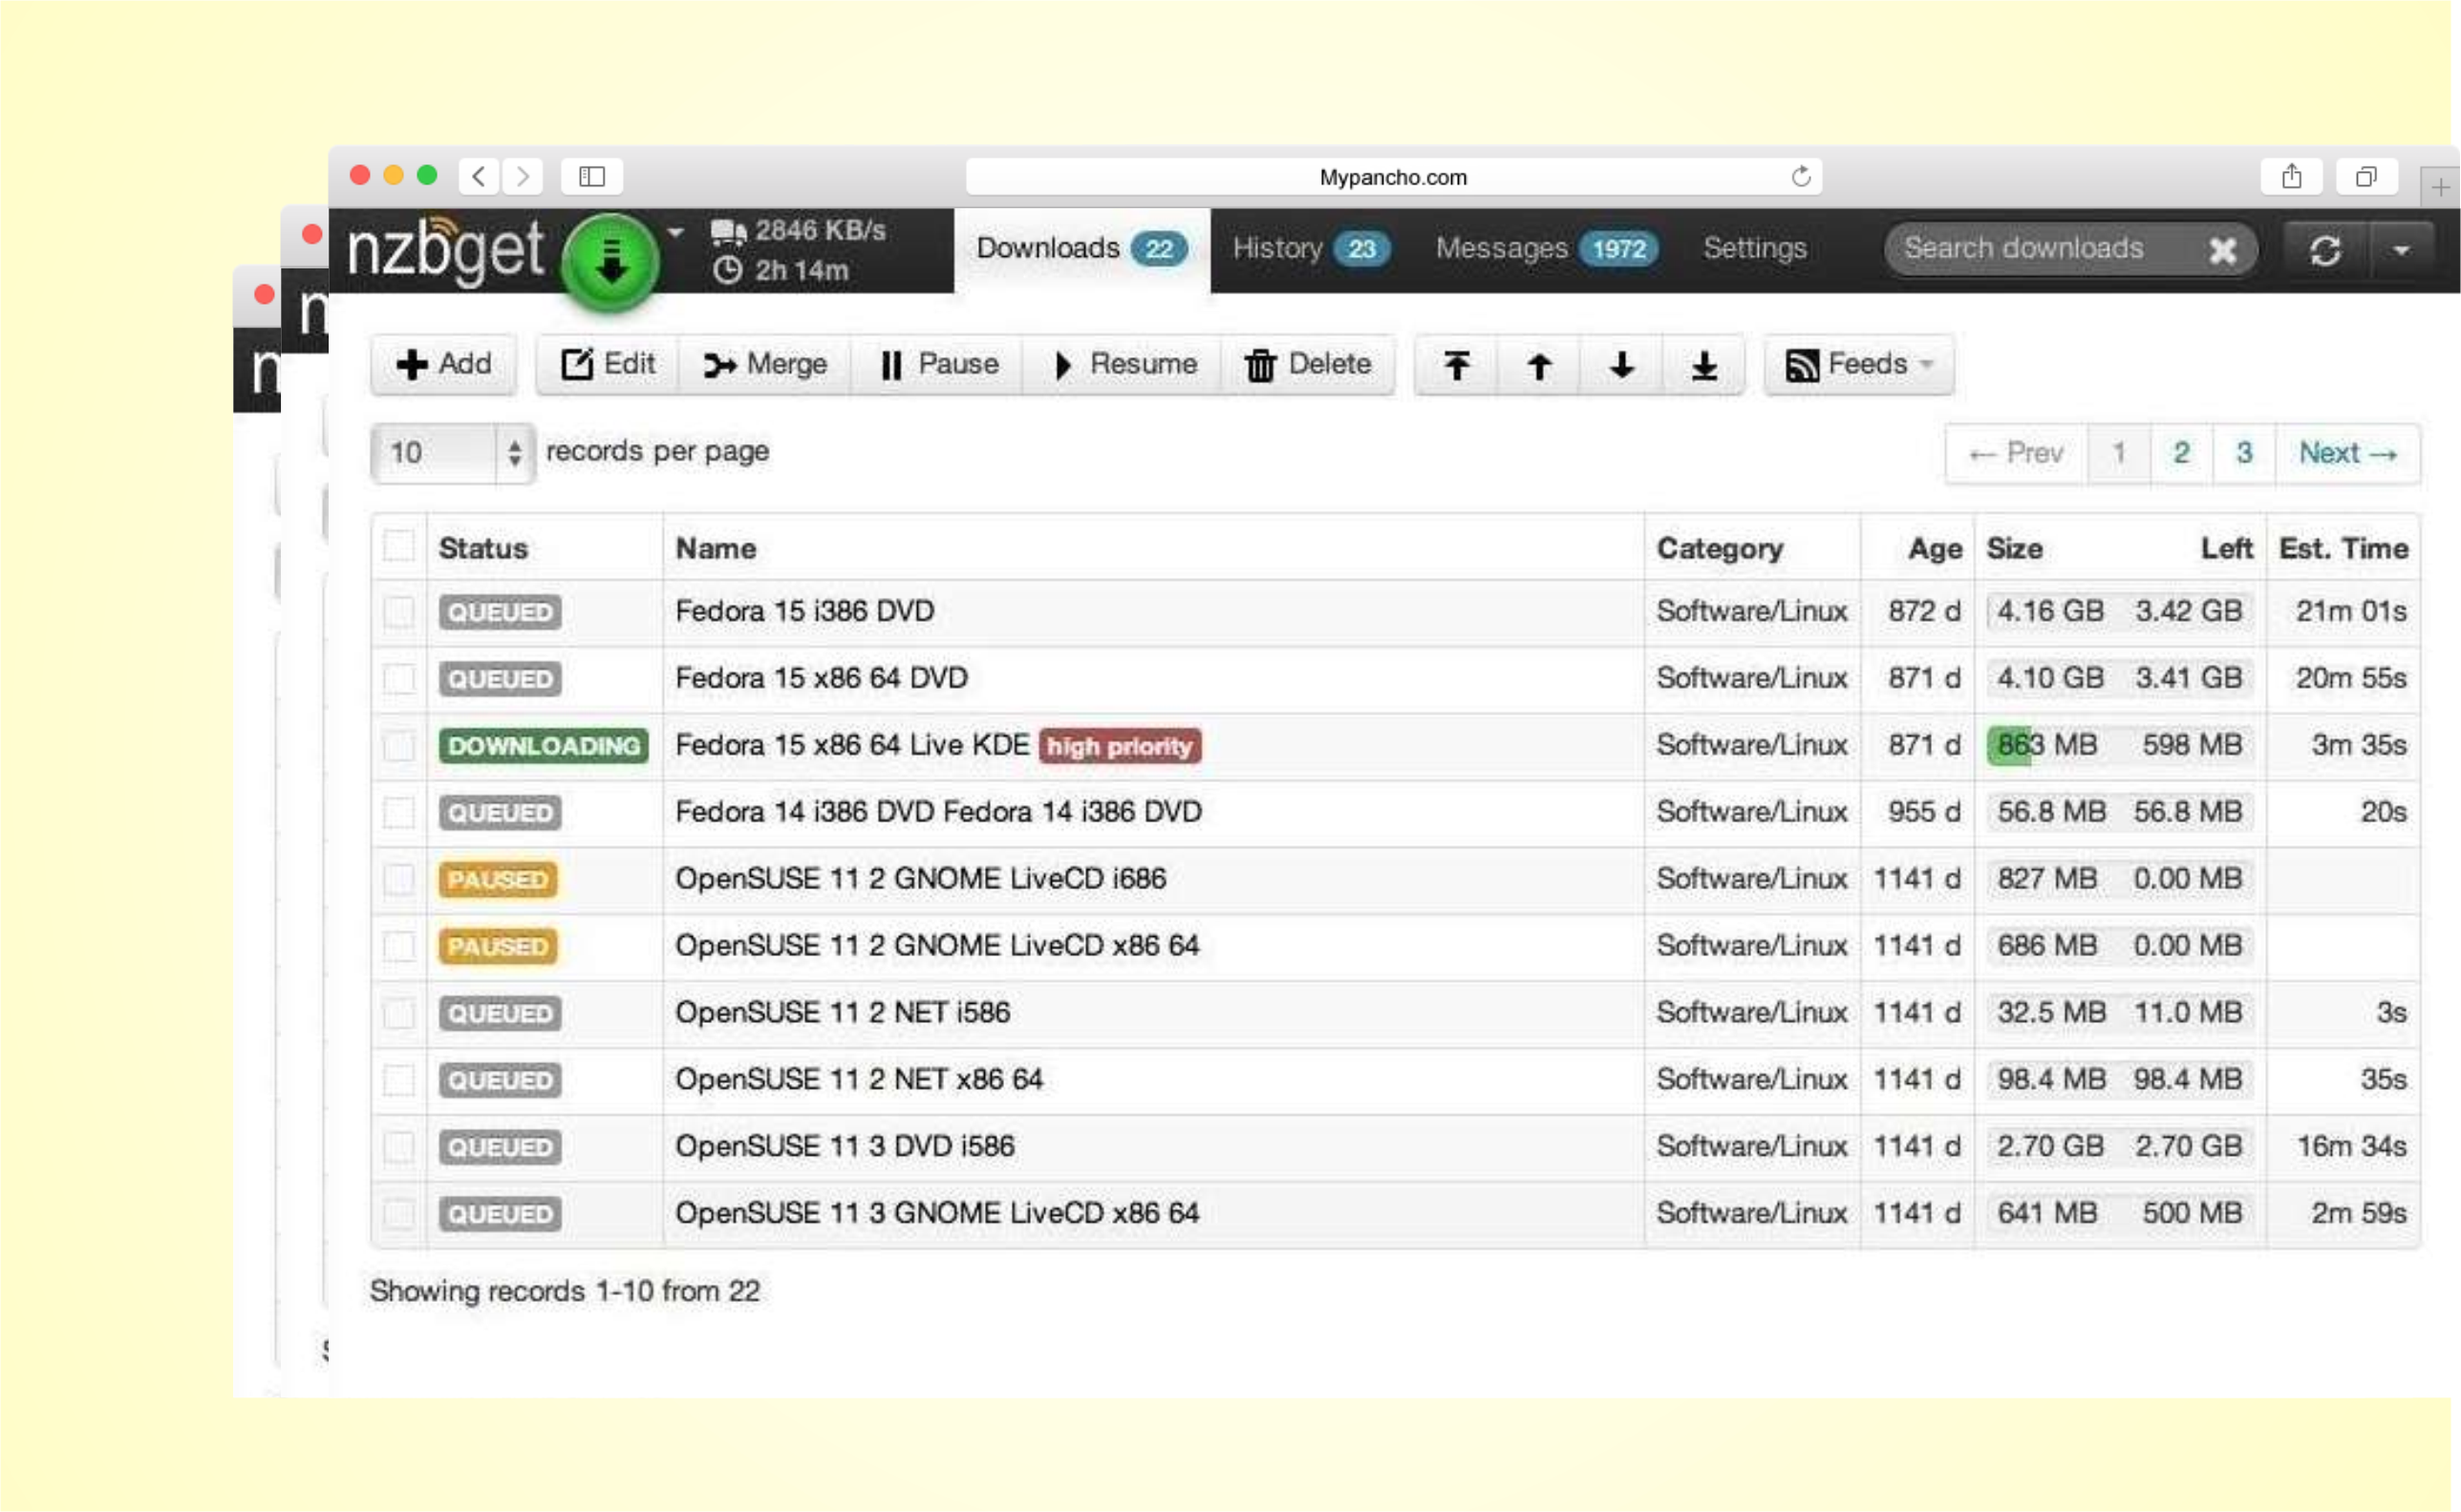 Mypancho.com
nzbget 2846 KB/s Downloads 22 History 23 Messages 1972 Settings Search downloads
2h 14m
n
n
Add Edit Merge Pause Resume Delete Feeds
10 records per page ← Prev 1 2 3 Next →
Status Name Category Age Size Left Est. Time
QUEUED Fedora 15 i386 DVD Software/Linux 872 d 4.16 GB 3.42 GB 21m 01s
QUEUED Fedora 15 x86 64 DVD Software/Linux 871 d 4.10 GB 3.41 GB 20m 55s
DOWNLOADING Fedora 15 x86 64 Live KDE high priority Software/Linux 871 d 863 MB 598 MB 3m 35s
QUEUED Fedora 14 i386 DVD Fedora 14 i386 DVD Software/Linux 955 d 56.8 MB 56.8 MB 20s
PAUSED OpenSUSE 11 2 GNOME LiveCD i686 Software/Linux 1141 d 827 MB 0.00 MB
PAUSED OpenSUSE 11 2 GNOME LiveCD x86 64 Software/Linux 1141 d 686 MB 0.00 MB
QUEUED OpenSUSE 11 2 NET i586 Software/Linux 1141 d 32.5 MB 11.0 MB 3s
QUEUED OpenSUSE 11 2 NET x86 64 Software/Linux 1141 d 98.4 MB 98.4 MB 35s
QUEUED OpenSUSE 11 3 DVD i586 Software/Linux 1141 d 2.70 GB 2.70 GB 16m 34s
QUEUED OpenSUSE 11 3 GNOME LiveCD x86 64 Software/Linux 1141 d 641 MB 500 MB 2m 59s
Showing records 1-10 from 22